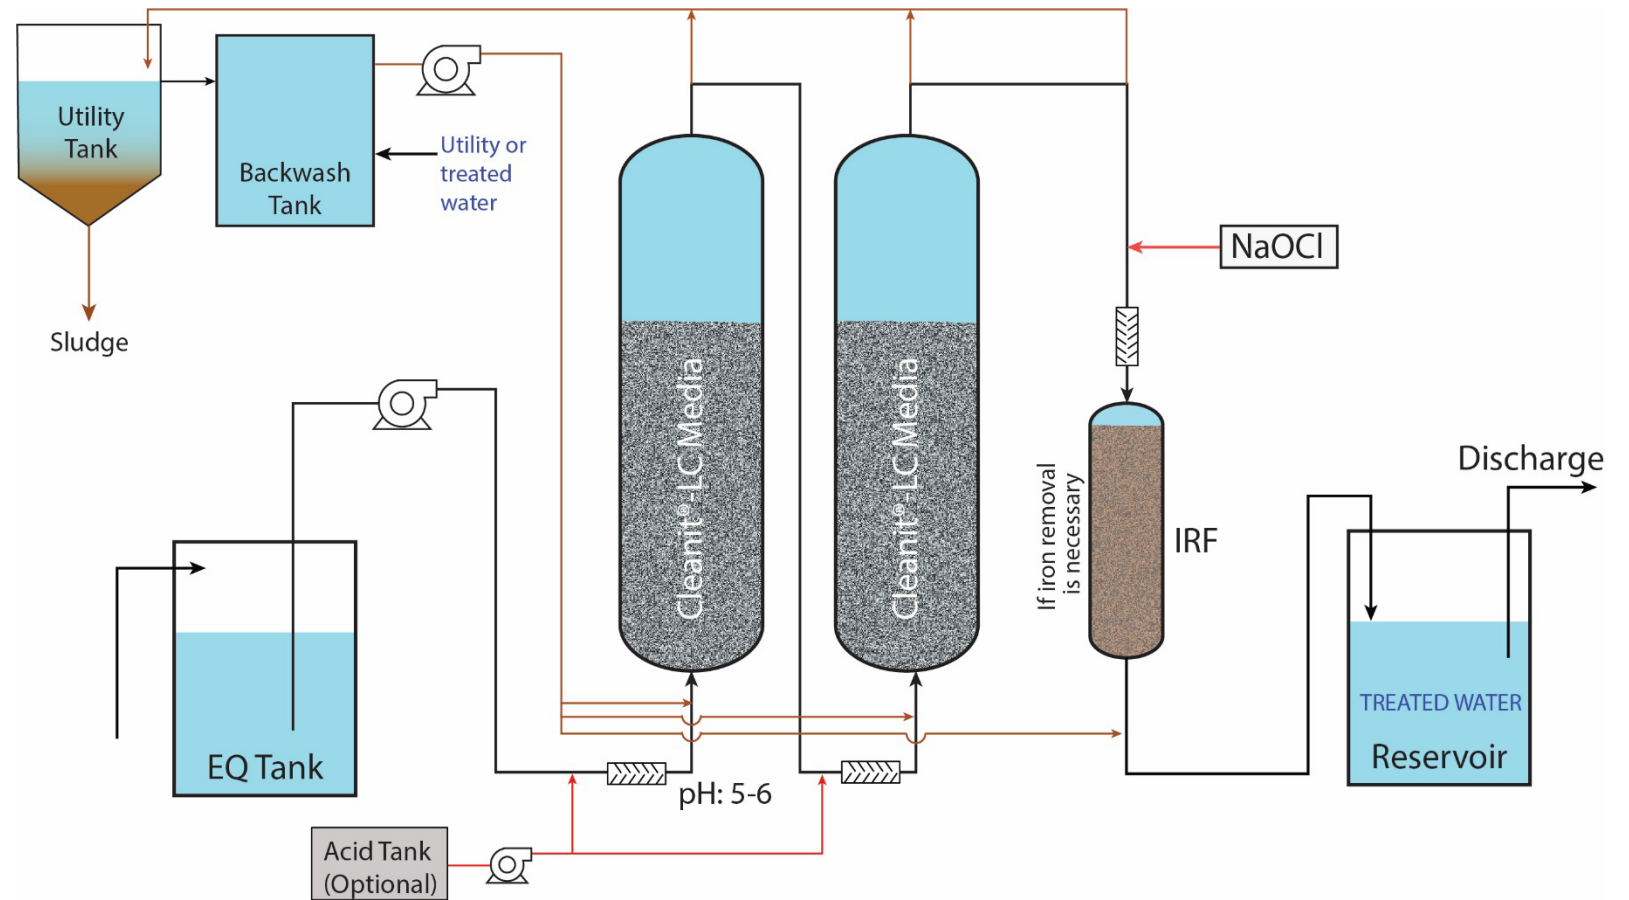 Utility
Tank
Backwash
Tank
Utility or
treated
water
Sludge
NaOCl
Cleanit®-LC Media
Cleanit®-LC Media
If iron removal
is necessary
IRF
Discharge
EQ Tank
pH: 5-6
TREATED WATER
Reservoir
Acid Tank
(Optional)